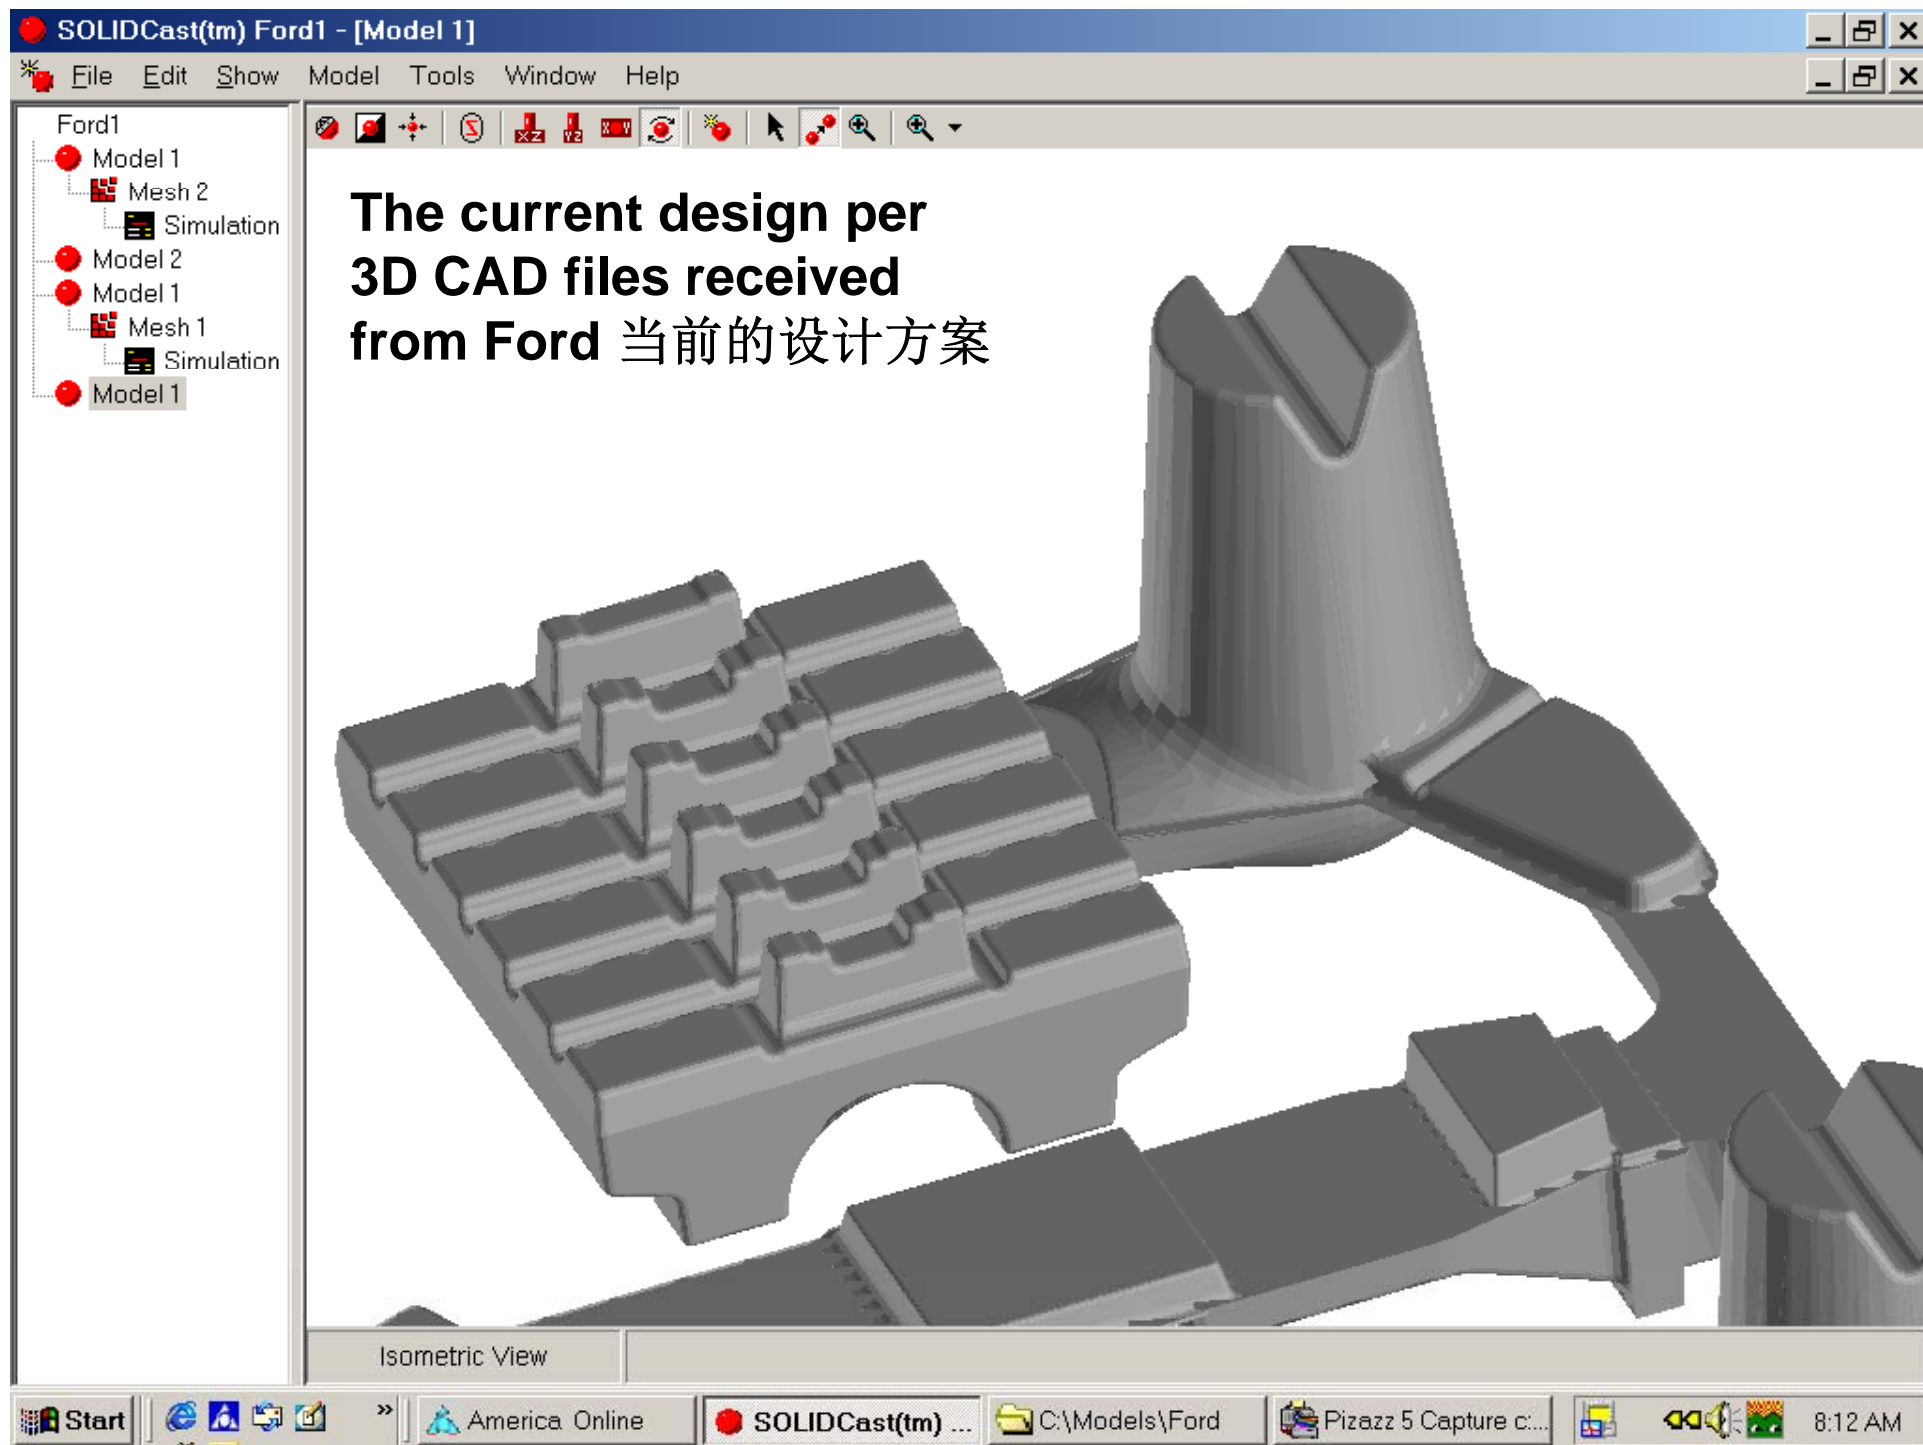 SOLIDCast(tm) Ford1 - [Model 1]
File Edit Show Model Tools Window Help
Ford1
Model 1
Mesh 2
Simulation
Model 2
Model 1
Mesh 1
Simulation
Model 1
XZ YZ X Y
The current design per
3D CAD files received
from Ford 当前的设计方案
Isometric View
Start » America Online SOLIDCast(tm) ... C:\Models\Ford Pizazz 5 Capture c:... 8:12 AM